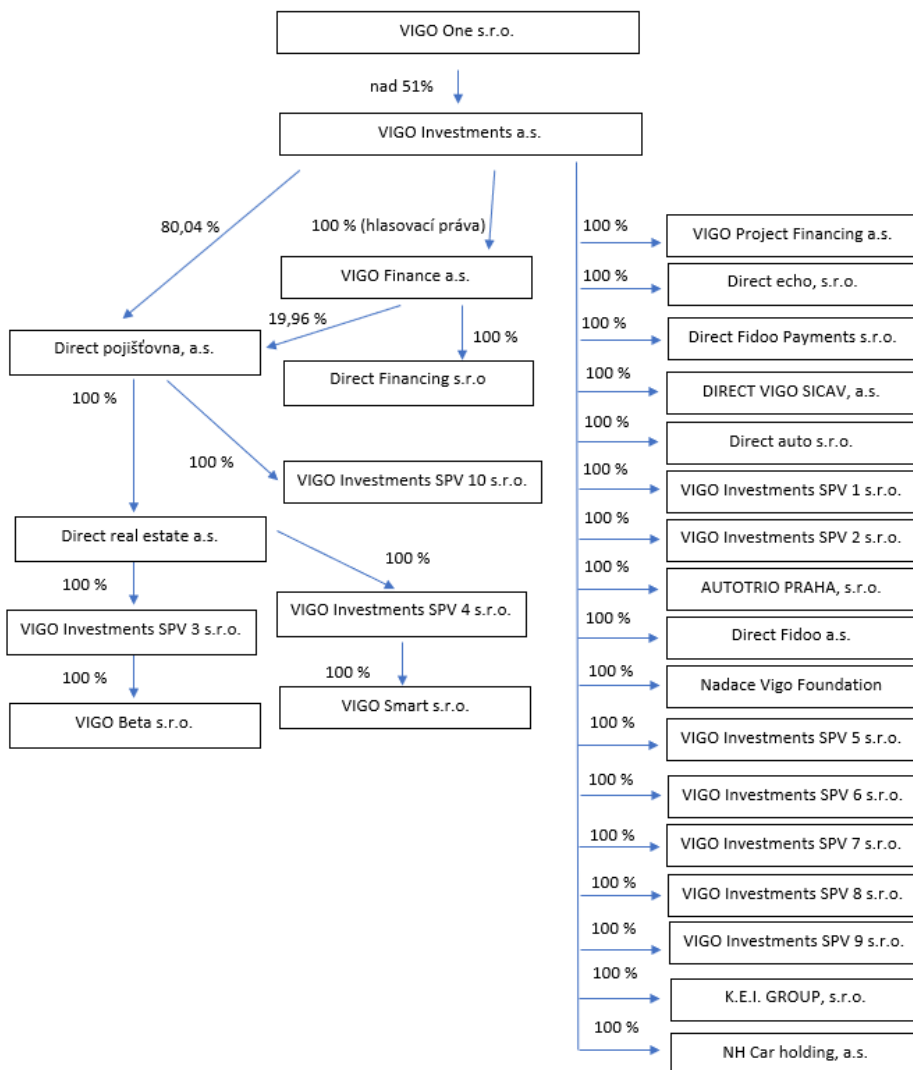 VIGO One s.r.o.
nad 51%
VIGO Investments a.s.
80,04 %
100 % (hlasovací práva)
VIGO Finance a.s.
19,96 %
100 %
Direct pojišťovna, a.s.
Direct Financing s.r.o
100 %
100 %
VIGO Investments SPV 10 s.r.o.
Direct real estate a.s.
100 %
100 %
VIGO Investments SPV 3 s.r.o.
VIGO Investments SPV 4 s.r.o.
100 %
100 %
VIGO Beta s.r.o.
VIGO Smart s.r.o.
100 %
VIGO Project Financing a.s.
100 %
Direct echo, s.r.o.
100 %
Direct Fidoo Payments s.r.o.
100 %
DIRECT VIGO SICAV, a.s.
100 %
Direct auto s.r.o.
100 %
VIGO Investments SPV 1 s.r.o.
100 %
VIGO Investments SPV 2 s.r.o.
100 %
AUTOTRIO PRAHA, s.r.o.
100 %
Direct Fidoo a.s.
100 %
Nadace Vigo Foundation
100 %
VIGO Investments SPV 5 s.r.o.
100 %
VIGO Investments SPV 6 s.r.o.
100 %
VIGO Investments SPV 7 s.r.o.
100 %
VIGO Investments SPV 8 s.r.o.
100 %
VIGO Investments SPV 9 s.r.o.
100 %
K.E.I. GROUP, s.r.o.
100 %
NH Car holding, a.s.